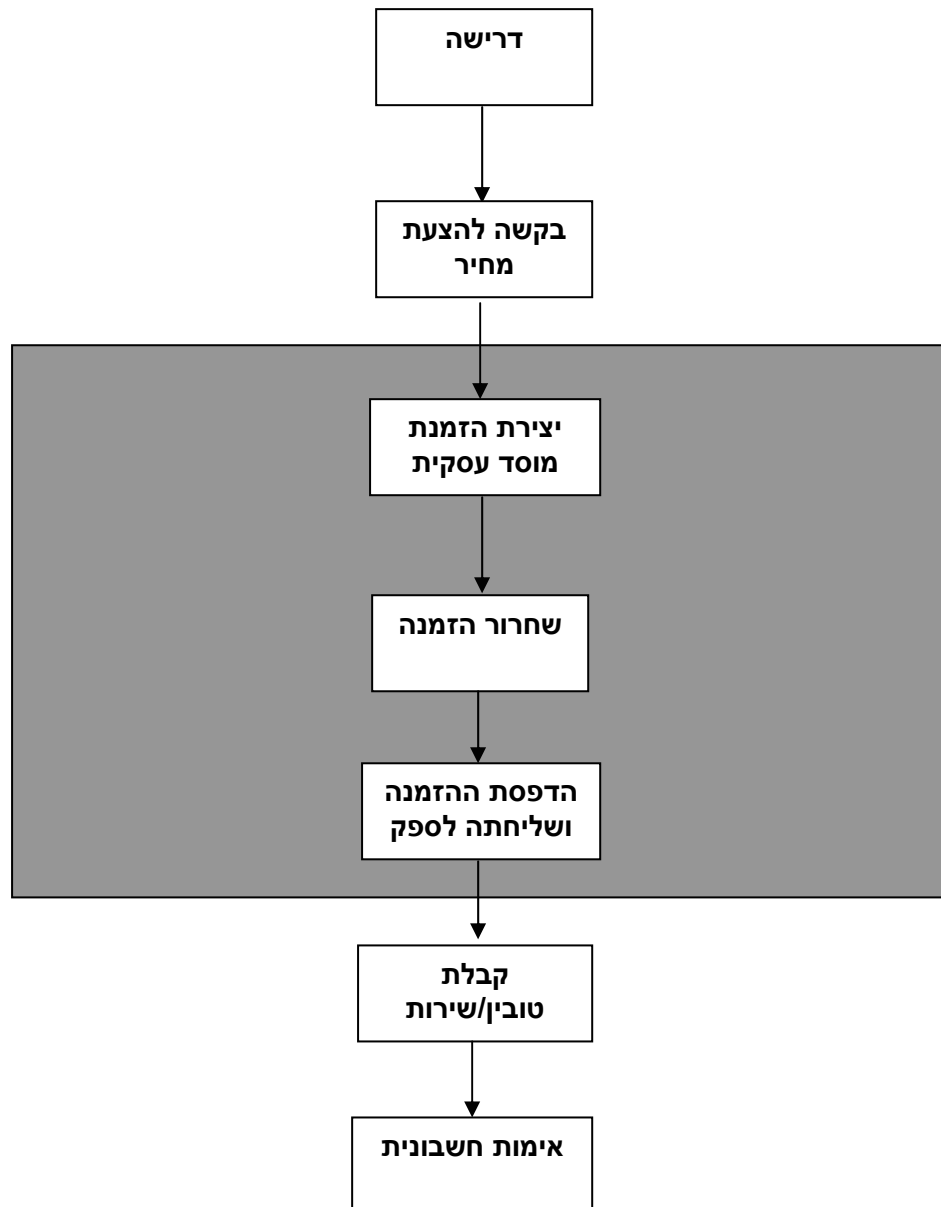 דרישה
בקשה להצעת
מחיר
יצירת הזמנת
מוסד עסקית
שחרור הזמנה
הדפסת ההזמנה
ושליחתה לספק
קבלת
טובין/שירות
אימות חשבונית